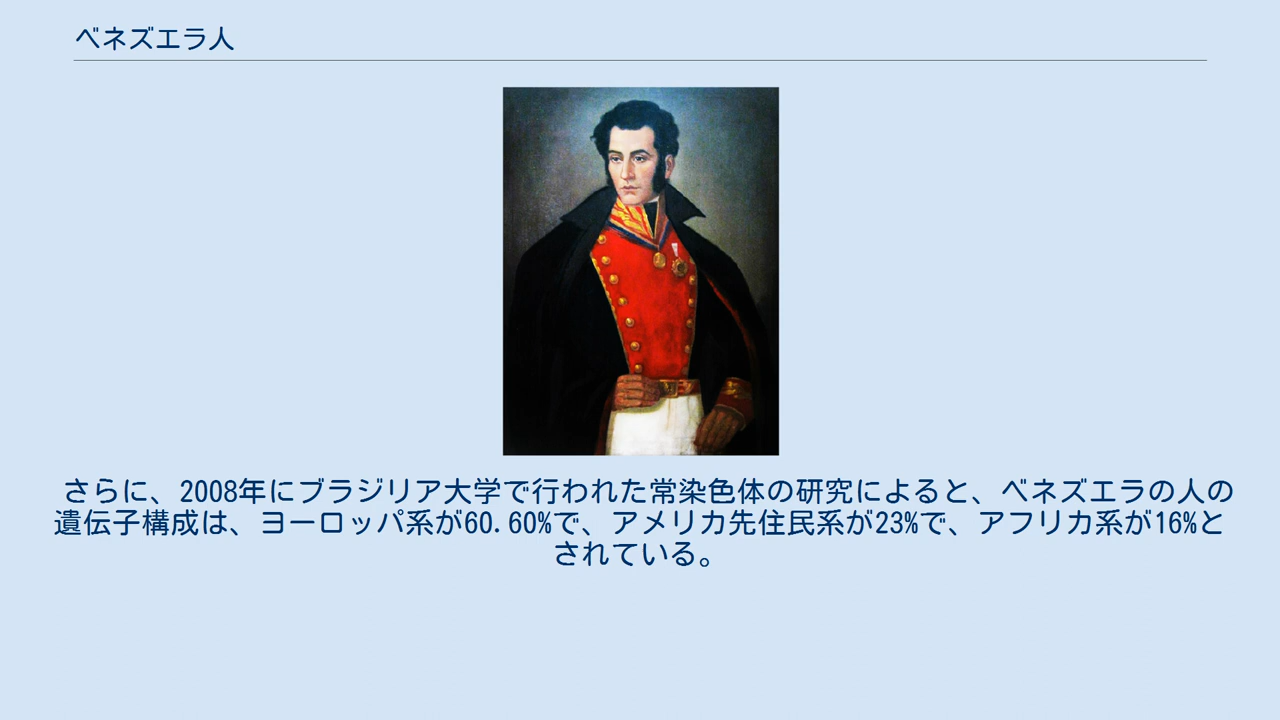 ベネズエラ人
さらに、2008年にブラジリア大学で行われた常染色体の研究によると、ベネズエラの人の
遺伝子構成は、ヨーロッパ系が60.60%で、アメリカ先住民系が23%で、アフリカ系が16%と
されている。